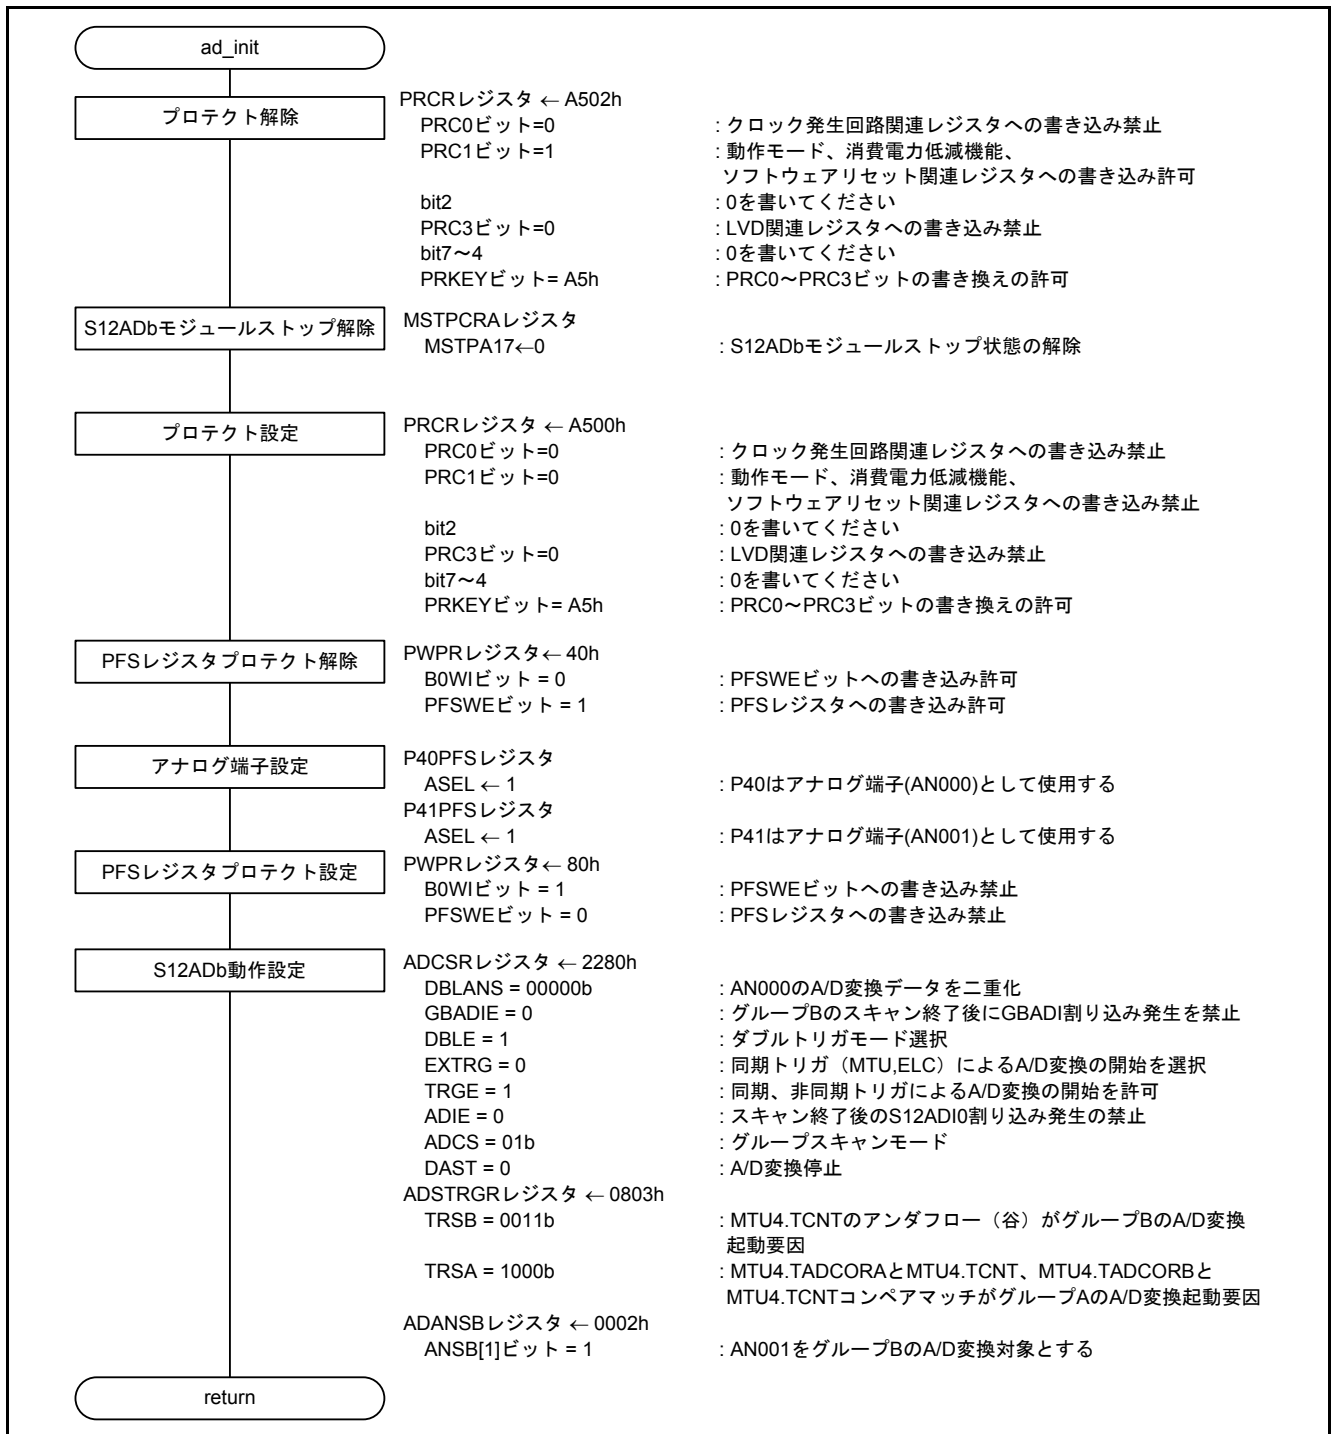 ad_init
プロテクト解除
PRCRレジスタ ← A502h
PRC0ビット=0 : クロック発生回路関連レジスタへの書き込み禁止
PRC1ビット=1 : 動作モード、消費電力低減機能、
ソフトウェアリセット関連レジスタへの書き込み許可
bit2 : 0を書いてください
PRC3ビット=0 : LVD関連レジスタへの書き込み禁止
bit7～4 : 0を書いてください
PRKEYビット= A5h : PRC0～PRC3ビットの書き換えの許可
S12ADbモジュールストップ解除
MSTPCRAレジスタ
MSTPA17←0 : S12ADbモジュールストップ状態の解除
プロテクト設定
PRCRレジスタ ← A500h
PRC0ビット=0 : クロック発生回路関連レジスタへの書き込み禁止
PRC1ビット=0 : 動作モード、消費電力低減機能、
ソフトウェアリセット関連レジスタへの書き込み禁止
bit2 : 0を書いてください
PRC3ビット=0 : LVD関連レジスタへの書き込み禁止
bit7～4 : 0を書いてください
PRKEYビット= A5h : PRC0～PRC3ビットの書き換えの許可
PFSレジスタプロテクト解除
PWPRレジスタ← 40h
B0WIビット = 0 : PFSWEビットへの書き込み許可
PFSWEビット = 1 : PFSレジスタへの書き込み許可
アナログ端子設定
P40PFSレジスタ
ASEL ← 1 : P40はアナログ端子(AN000)として使用する
P41PFSレジスタ
ASEL ← 1 : P41はアナログ端子(AN001)として使用する
PFSレジスタプロテクト設定
PWPRレジスタ← 80h
B0WIビット = 1 : PFSWEビットへの書き込み禁止
PFSWEビット = 0 : PFSレジスタへの書き込み禁止
S12ADb動作設定
ADCSRレジスタ ← 2280h
DBLANS = 00000b : AN000のA/D変換データを二重化
GBADIE = 0 : グループBのスキャン終了後にGBADI割り込み発生を禁止
DBLE = 1 : ダブルトリガモード選択
EXTRG = 0 : 同期トリガ（MTU,ELC）によるA/D変換の開始を選択
TRGE = 1 : 同期、非同期トリガによるA/D変換の開始を許可
ADIE = 0 : スキャン終了後のS12ADI0割り込み発生の禁止
ADCS = 01b : グループスキャンモード
DAST = 0 : A/D変換停止
ADSTRGRレジスタ ← 0803h
TRSB = 0011b : MTU4.TCNTのアンダフロー（谷）がグループBのA/D変換
起動要因
TRSA = 1000b : MTU4.TADCORAとMTU4.TCNT、MTU4.TADCORBと
MTU4.TCNTコンペアマッチがグループAのA/D変換起動要因
ADANSBレジスタ ← 0002h
ANSB[1]ビット = 1 : AN001をグループBのA/D変換対象とする
return